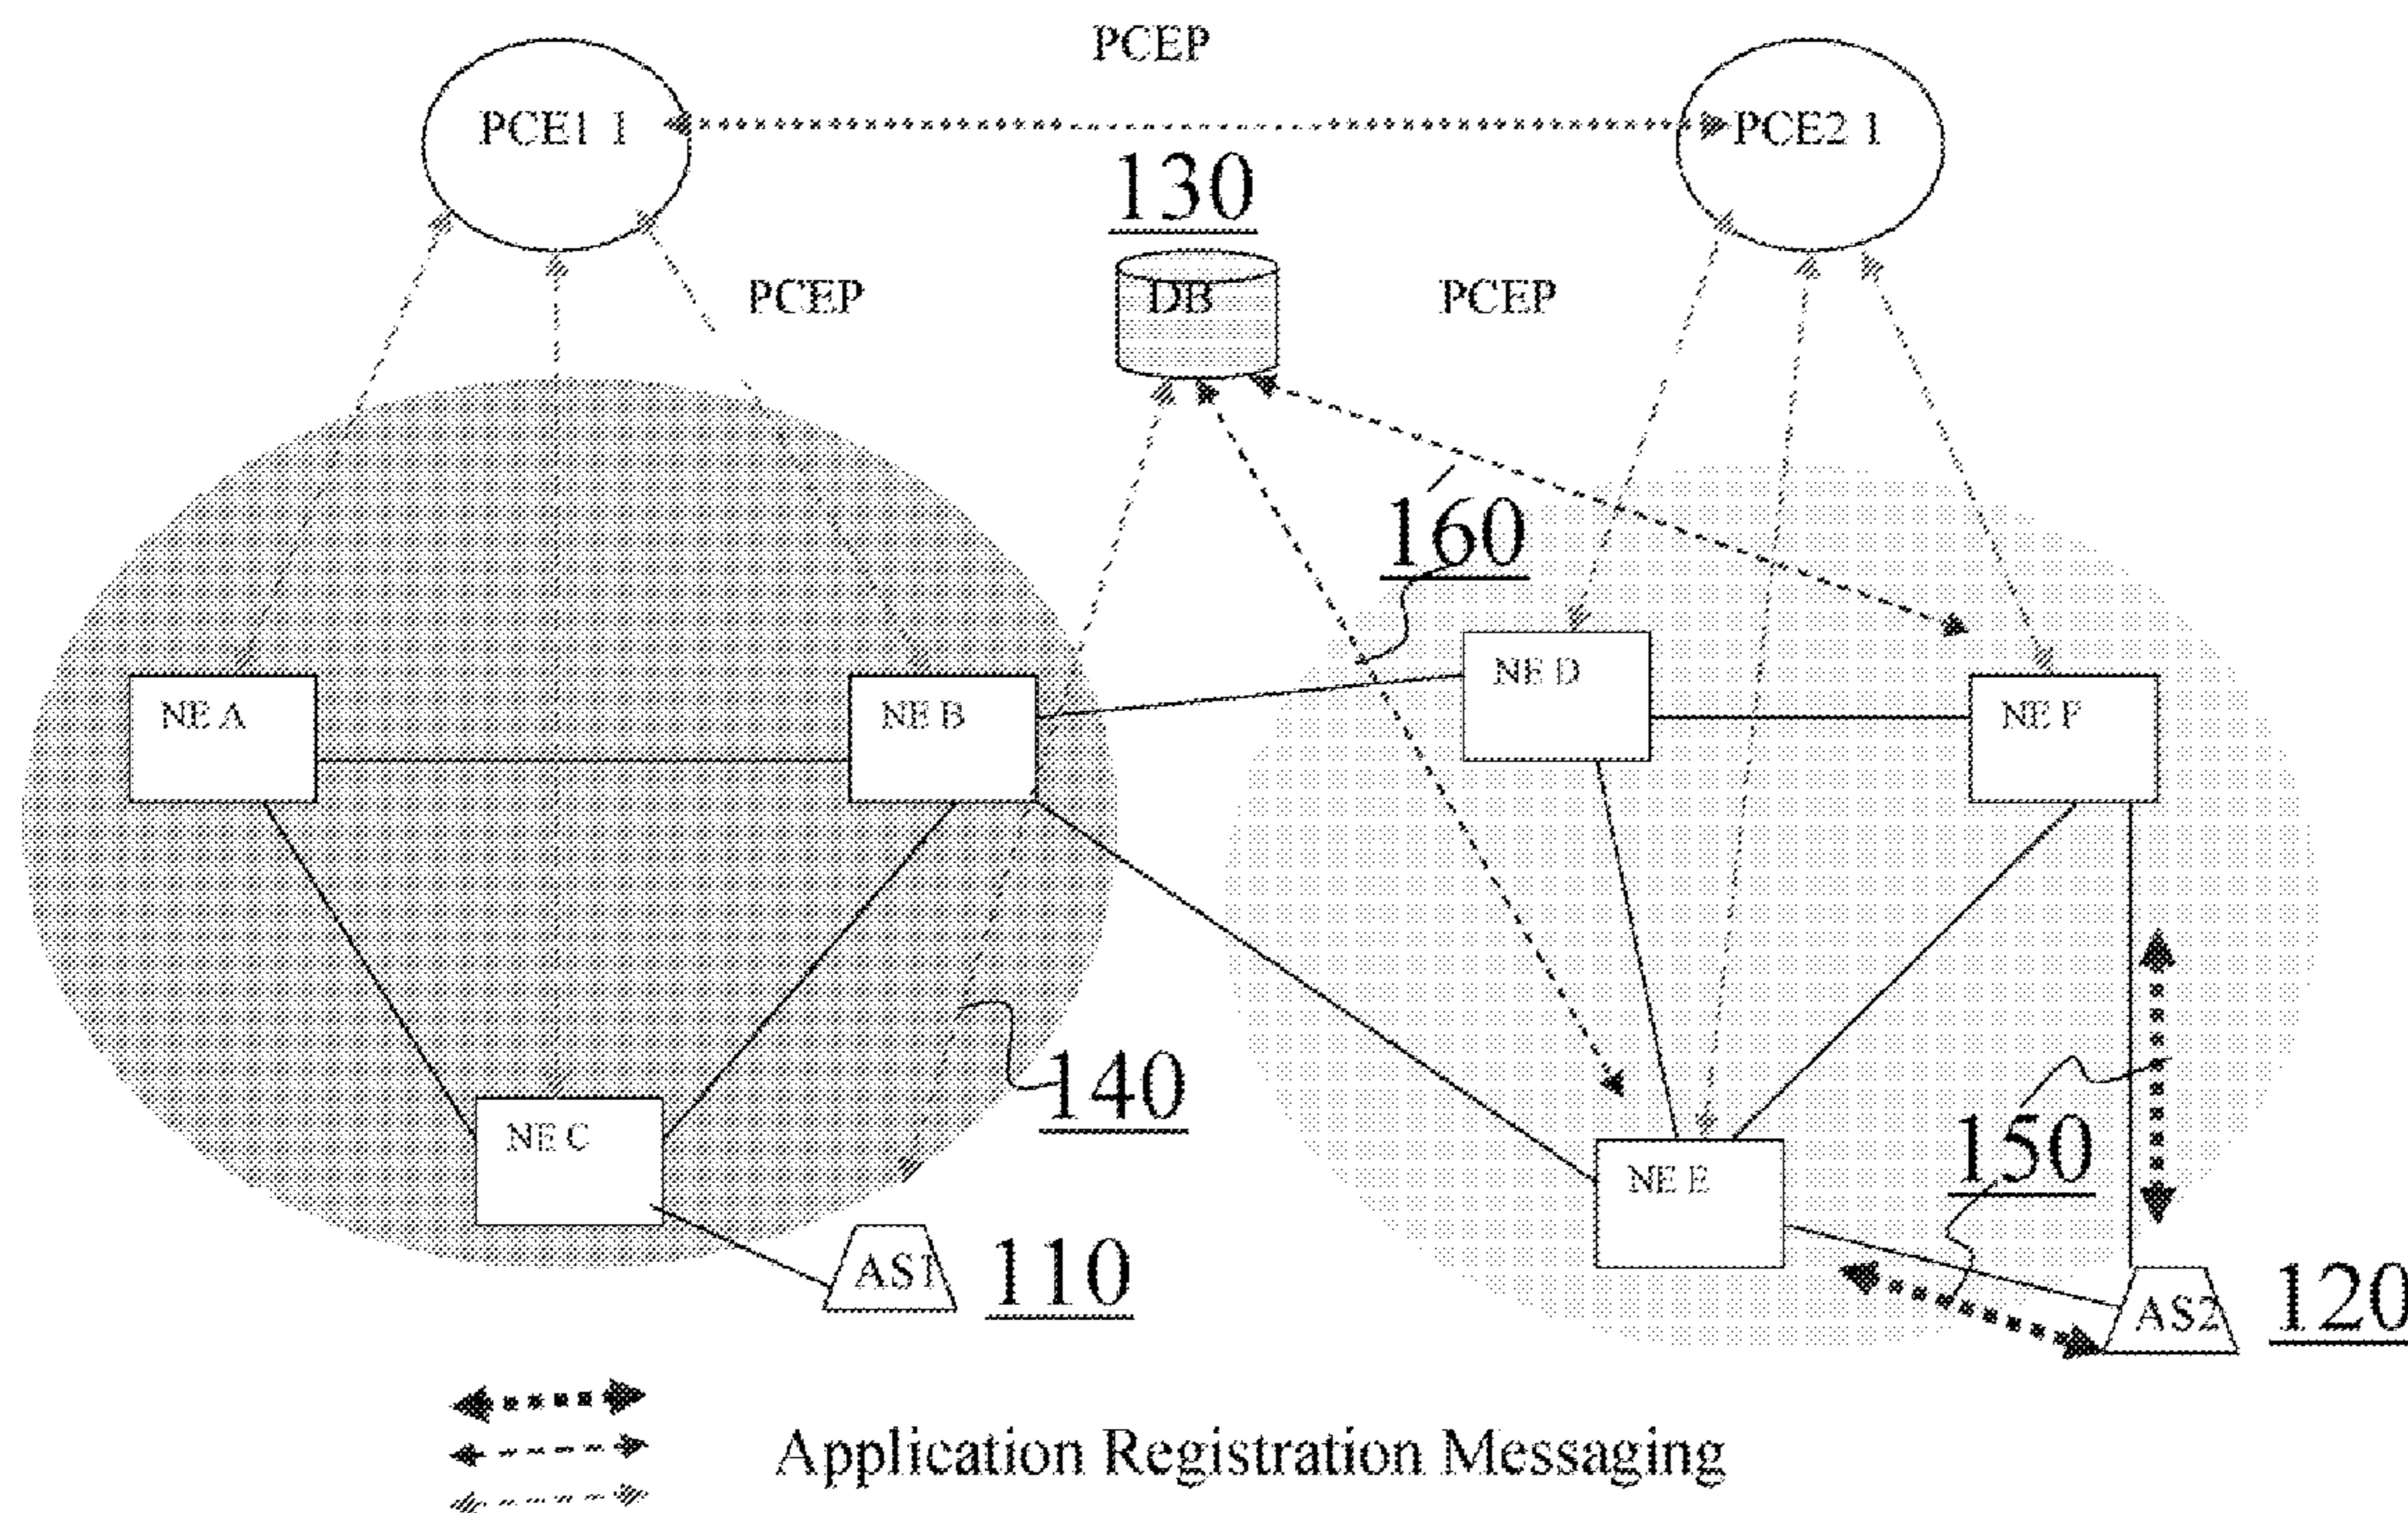 PCEP
PCE1 1
PCE2 1
130
PCEP
DB
PCEP
160
NE A
NE B
NE D
NE F
140
NE C
150
NE E
AS1
110
AS2
120
Application Registration Messaging